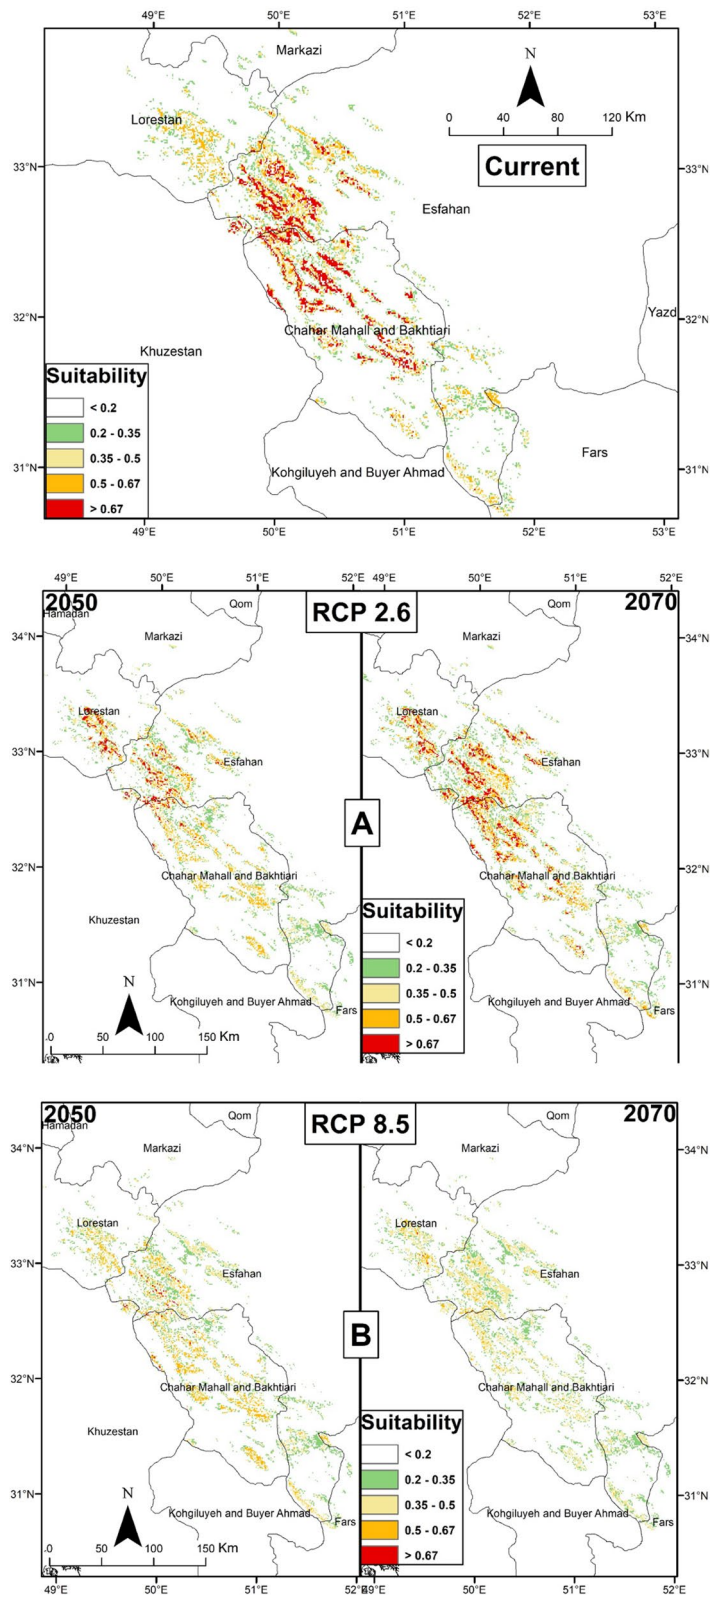 49°E 50°E 51°E 52°E 53°E
Markazi
N
0 40 80 120 Km
Lorestan
33°N 33°N
Current
Esfahan
32°N 32°N
Yazd
Chahar Mahall and Bakhtiari
Khuzestan
Suitability
< 0.2
0.2 - 0.35
0.35 - 0.5
0.5 - 0.67
> 0.67
Fars
31°N 31°N
Kohgiluyeh and Buyer Ahmad
49°E 50°E 51°E 52°E 53°E
49°E 50°E 51°E 52°E 49°E 50°E 51°E 52°E
2050 RCP 2.6 2070
Hamadan Qom Qom
34°N Markazi Markazi 34°N
Lorestan Lorestan
33°N Esfahan Esfahan 33°N
A
32°N 32°N
Chahar Mahall and Bakhtiari Chahar Mahall and Bakhtiari
Khuzestan
Suitability
< 0.2
0.2 - 0.35
0.35 - 0.5
0.5 - 0.67
> 0.67
31°N 31°N
N
Kohgiluyeh and Buyer Ahmad Fars Kohgiluyeh and Buyer Ahmad Fars
0 50 100 150 Km
2050 RCP 8.5 2070
Hamadan Qom Qom
34°N Markazi Markazi 34°N
Lorestan Lorestan
33°N Esfahan Esfahan 33°N
B
32°N 32°N
Chahar Mahall and Bakhtiari Chahar Mahall and Bakhtiari
Khuzestan
Suitability
< 0.2
0.2 - 0.35
0.35 - 0.5
0.5 - 0.67
> 0.67
31°N 31°N
N
Kohgiluyeh and Buyer Ahmad Fars Kohgiluyeh and Buyer Ahmad Fars
0 50 100 150 Km
49°E 50°E 51°E 52°E 49°E 50°E 51°E 52°E